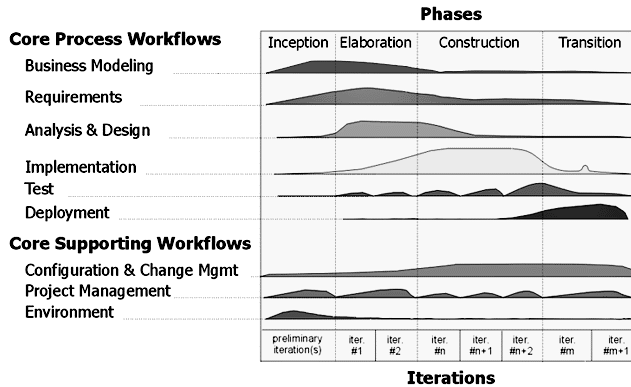 Phases
Core Process Workflows
Inception Elaboration Construction Transition
Business Modeling
Requirements
Analysis & Design
Implementation
Test
Deployment
Core Supporting Workflows
Configuration & Change Mgmt
Project Management
Environment
preliminary iteration(s)
iter. #1
iter. #2
iter. #n
iter. #n+1
iter. #n+2
iter. #m
iter. #m+1
Iterations